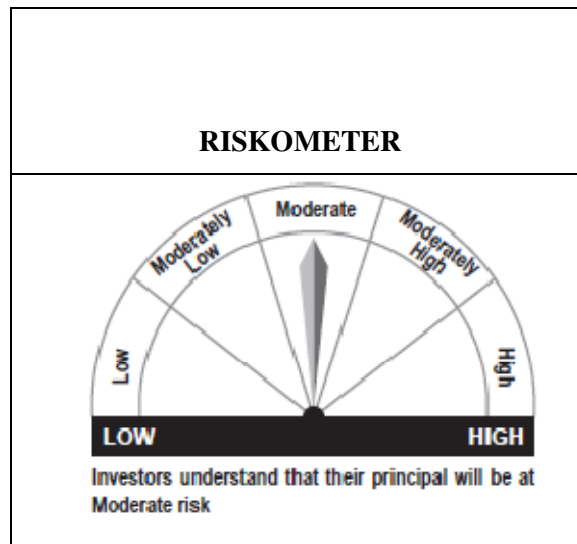 RISKOMETER
Moderate
Moderately
Low
Moderately
High
Low
High
LOW
HIGH
Investors understand that their principal will be at
Moderate risk